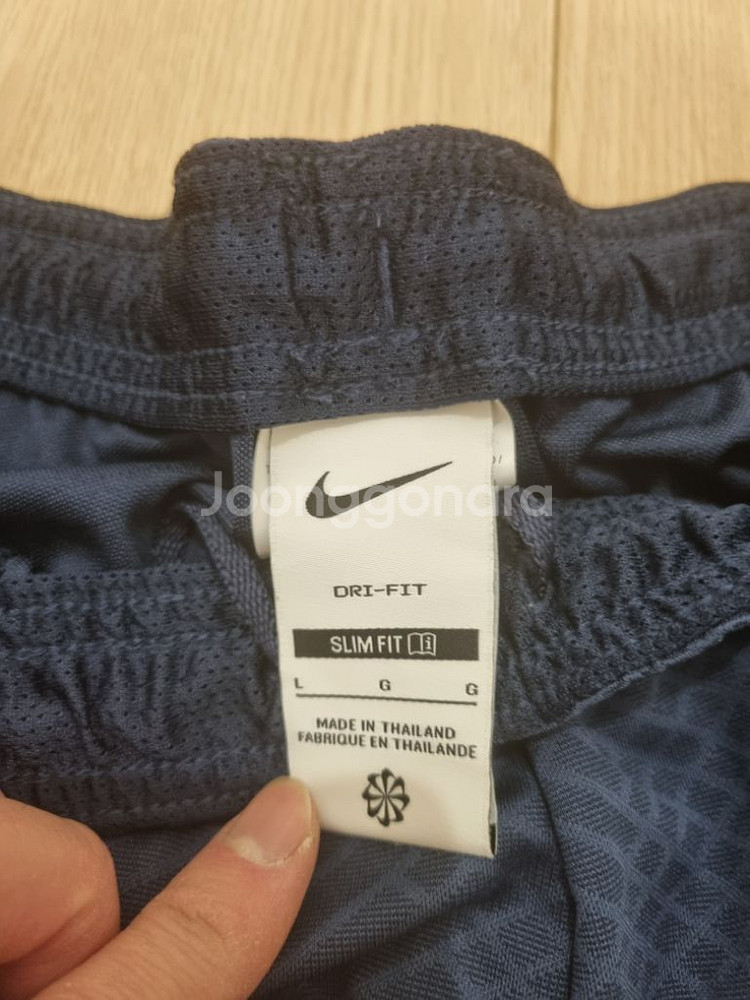 Joonggonara
DRI-FIT
SLIM FIT
L G G
MADE IN THAILAND
FABRIQUE EN THAILANDE